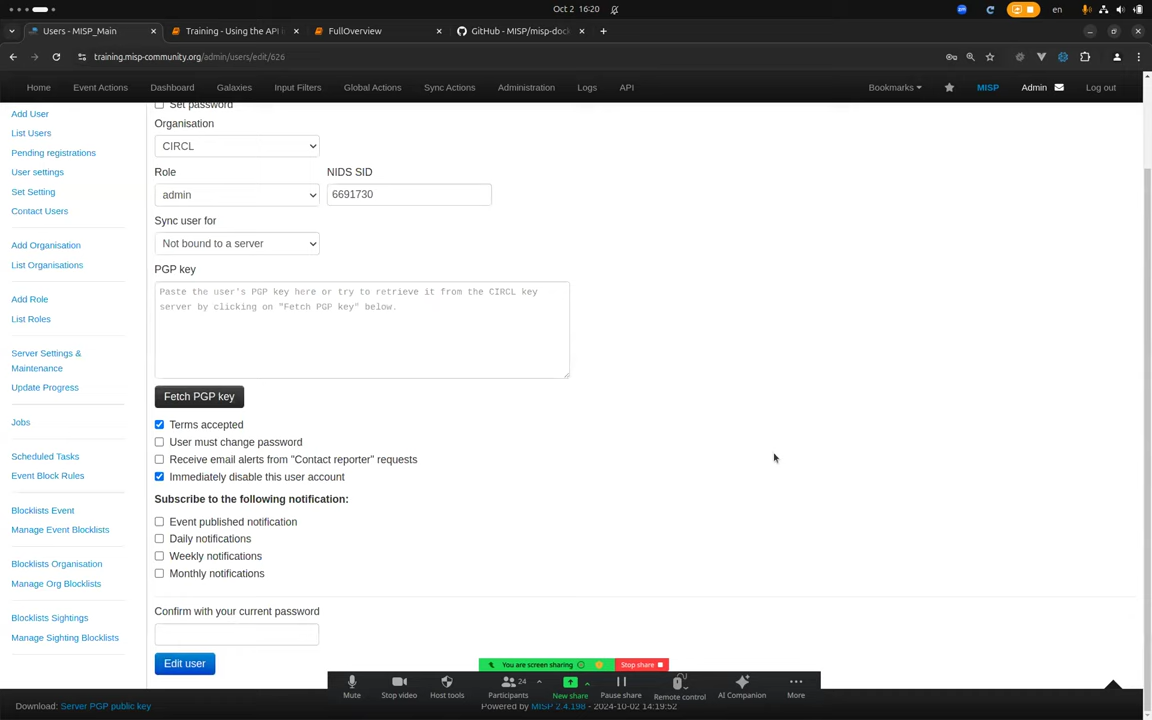 Oct 2 16:20
en
Users - MISP_Main
Training - Using the API i
FullOverview
GitHub - MISP/misp-dock
training.misp-community.org/admin/users/edit/626
Home Event Actions Dashboard Galaxies Input Filters Global Actions Sync Actions Administration Logs API Bookmarks MISP Admin Log out
Add User
List Users
Pending registrations
User settings
Set Setting
Contact Users
Add Organisation
List Organisations
Add Role
List Roles
Server Settings &
Maintenance
Update Progress
Jobs
Scheduled Tasks
Event Block Rules
Blocklists Event
Manage Event Blocklists
Blocklists Organisation
Manage Org Blocklists
Blocklists Sightings
Manage Sighting Blocklists
Set password
Organisation
CIRCL
Role NIDS SID
admin 6691730
Sync user for
Not bound to a server
PGP key
Paste the user's PGP key here or try to retrieve it from the CIRCL key
server by clicking on "Fetch PGP key" below.
Fetch PGP key
Terms accepted
User must change password
Receive email alerts from "Contact reporter" requests
Immediately disable this user account
Subscribe to the following notification:
Event published notification
Daily notifications
Weekly notifications
Monthly notifications
Confirm with your current password
Edit user
You are screen sharing Stop share
24
Mute Stop video Host tools Participants New share Pause share Remote control AI Companion More
Download: Server PGP public key Powered by MISP 2.4.198 - 2024-10-02 14:19:52